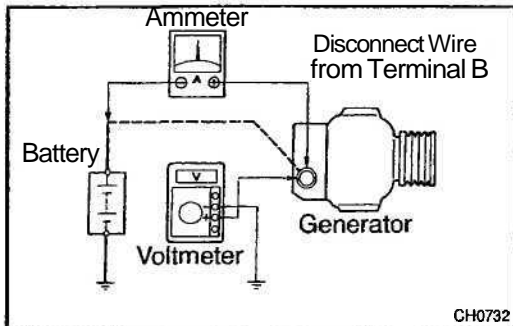 Ammeter
Disconnect Wire
from Terminal B
A
Battery
V
Generator
Voltmeter
CH0732